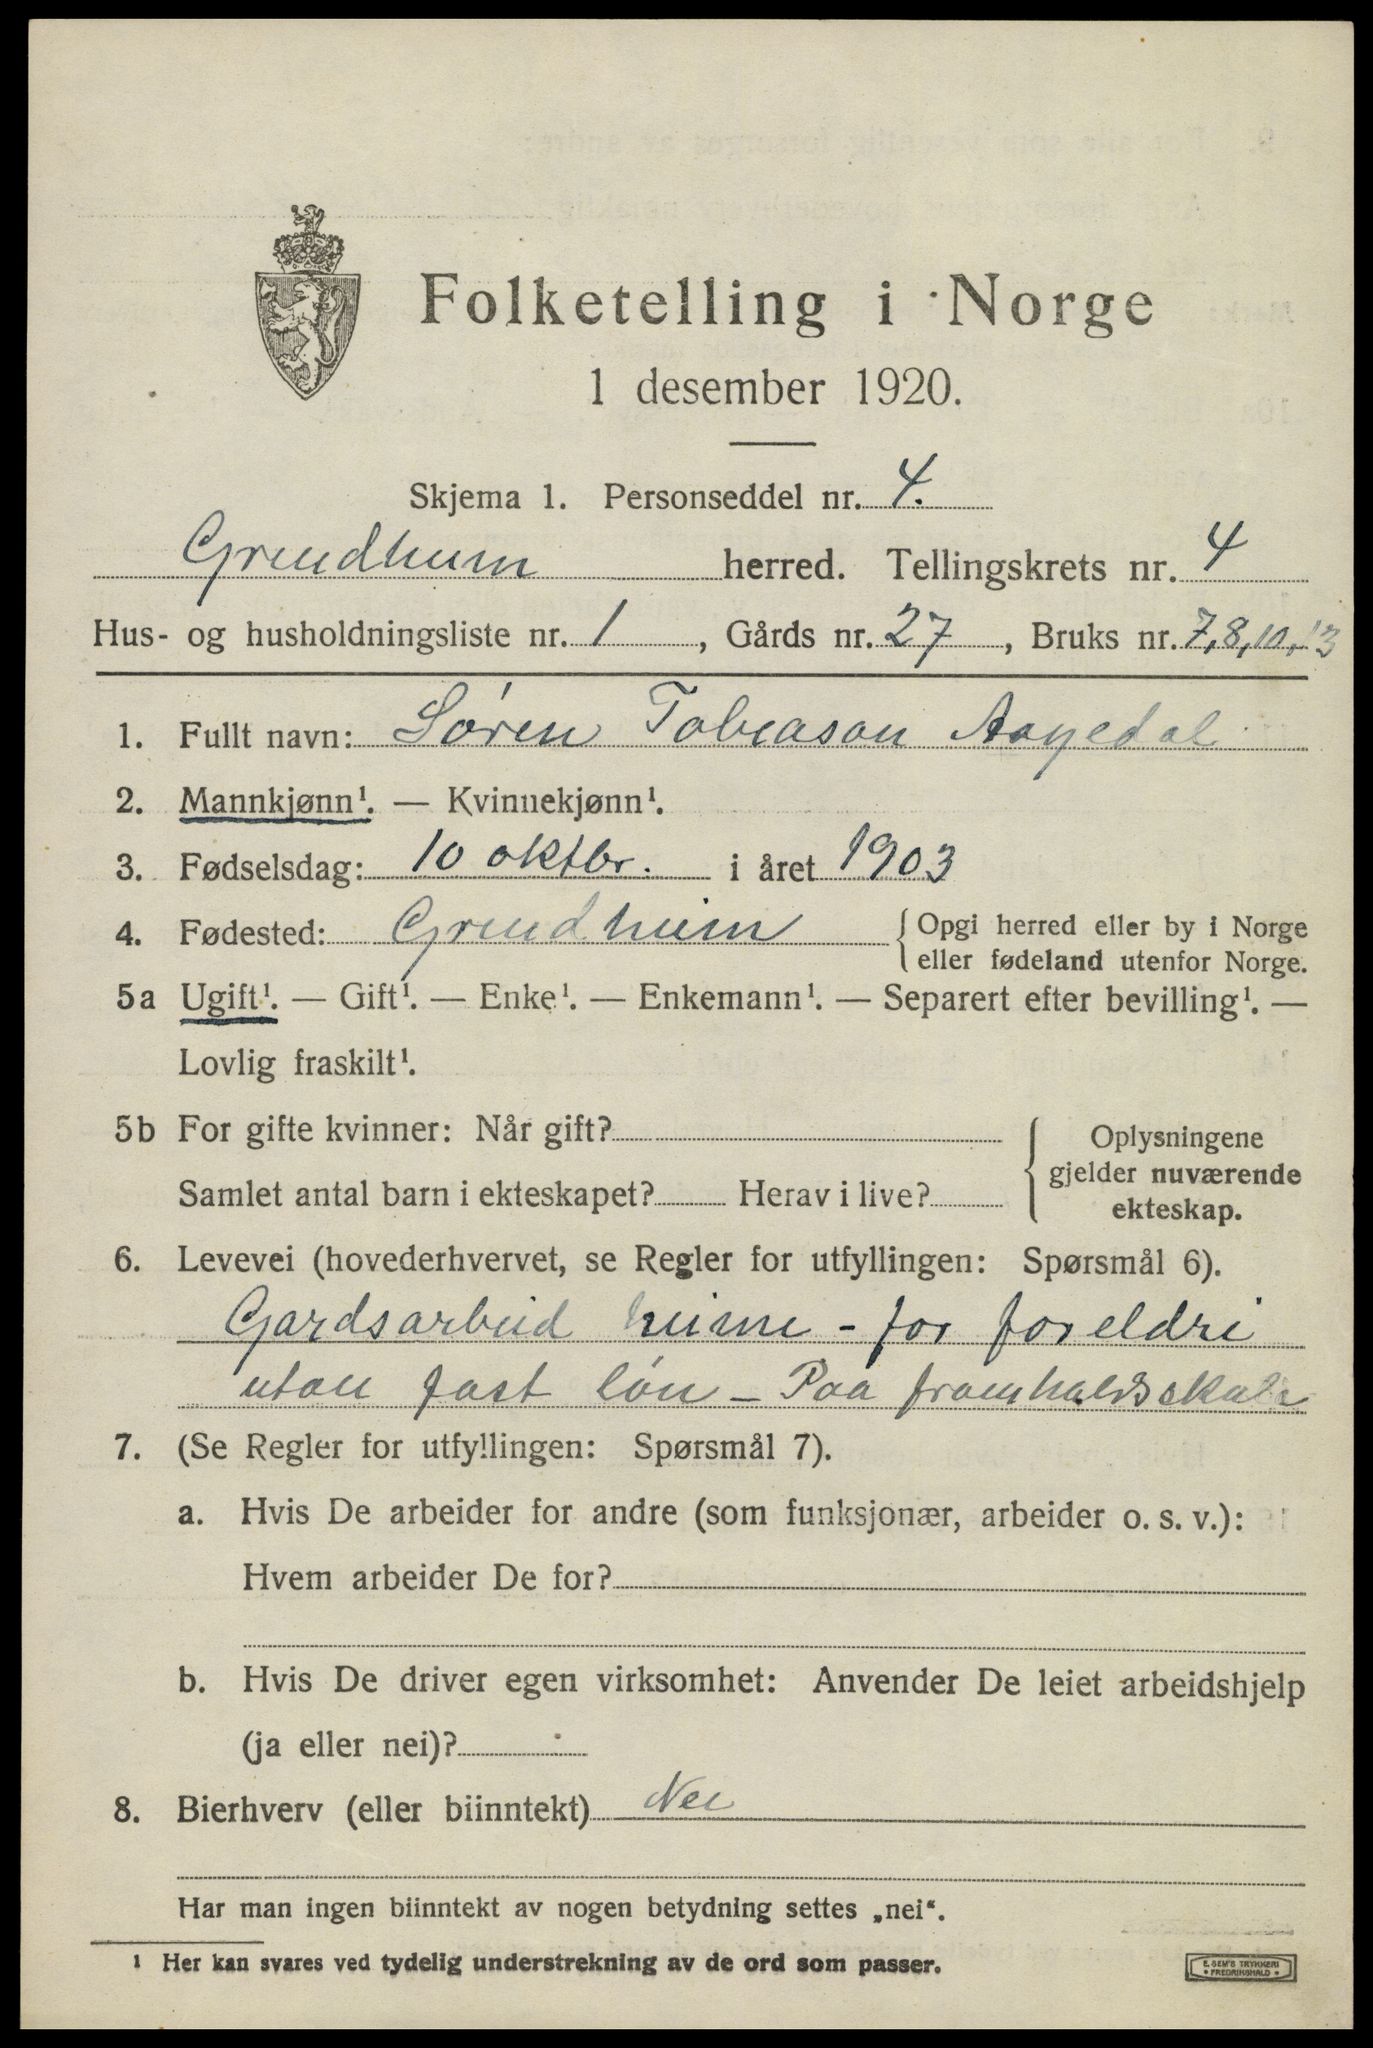 Folketelling i Norge
1 desember 1920.
Skjema 1. Personseddel nr. 4.
Grindheim herred. Tellingskrets nr. 4
Hus- og husholdningsliste nr. 1, Gårds nr. 27, Bruks nr. 7,8,10,13
1. Fullt navn: Søren Tobiason Aagedal
2. Mannkjønn¹. — Kvinnekjønn¹.
3. Fødselsdag: 10 oktbr. i året 1903
4. Fødested: Grindheim { Opgi herred eller by i Norge
eller fødeland utenfor Norge.
5a Ugift¹. — Gift¹. — Enke¹. — Enkemann¹. — Separert efter bevilling¹. —
Lovlig fraskilt¹.
5b For gifte kvinner: Når gift?
Samlet antal barn i ekteskapet? Herav i live?
Oplysningene
gjelder nuværende
ekteskap.
6. Levevei (hovederhvervet, se Regler for utfyllingen: Spørsmål 6).
Gardsarbeid heime - for foreldri
utan fast løn - Paa framhaldsskule
7. (Se Regler for utfyllingen: Spørsmål 7).
a. Hvis De arbeider for andre (som funksjonær, arbeider o. s. v.):
Hvem arbeider De for?
b. Hvis De driver egen virksomhet: Anvender De leiet arbeidshjelp
(ja eller nei)?
8. Bierhverv (eller biinntekt) Nei
Har man ingen biinntekt av nogen betydning settes „nei“.
1 Her kan svares ved tydelig understrekning av de ord som passer.
E. SEM'S TRYKKERI
• FREDRIKSHALD •